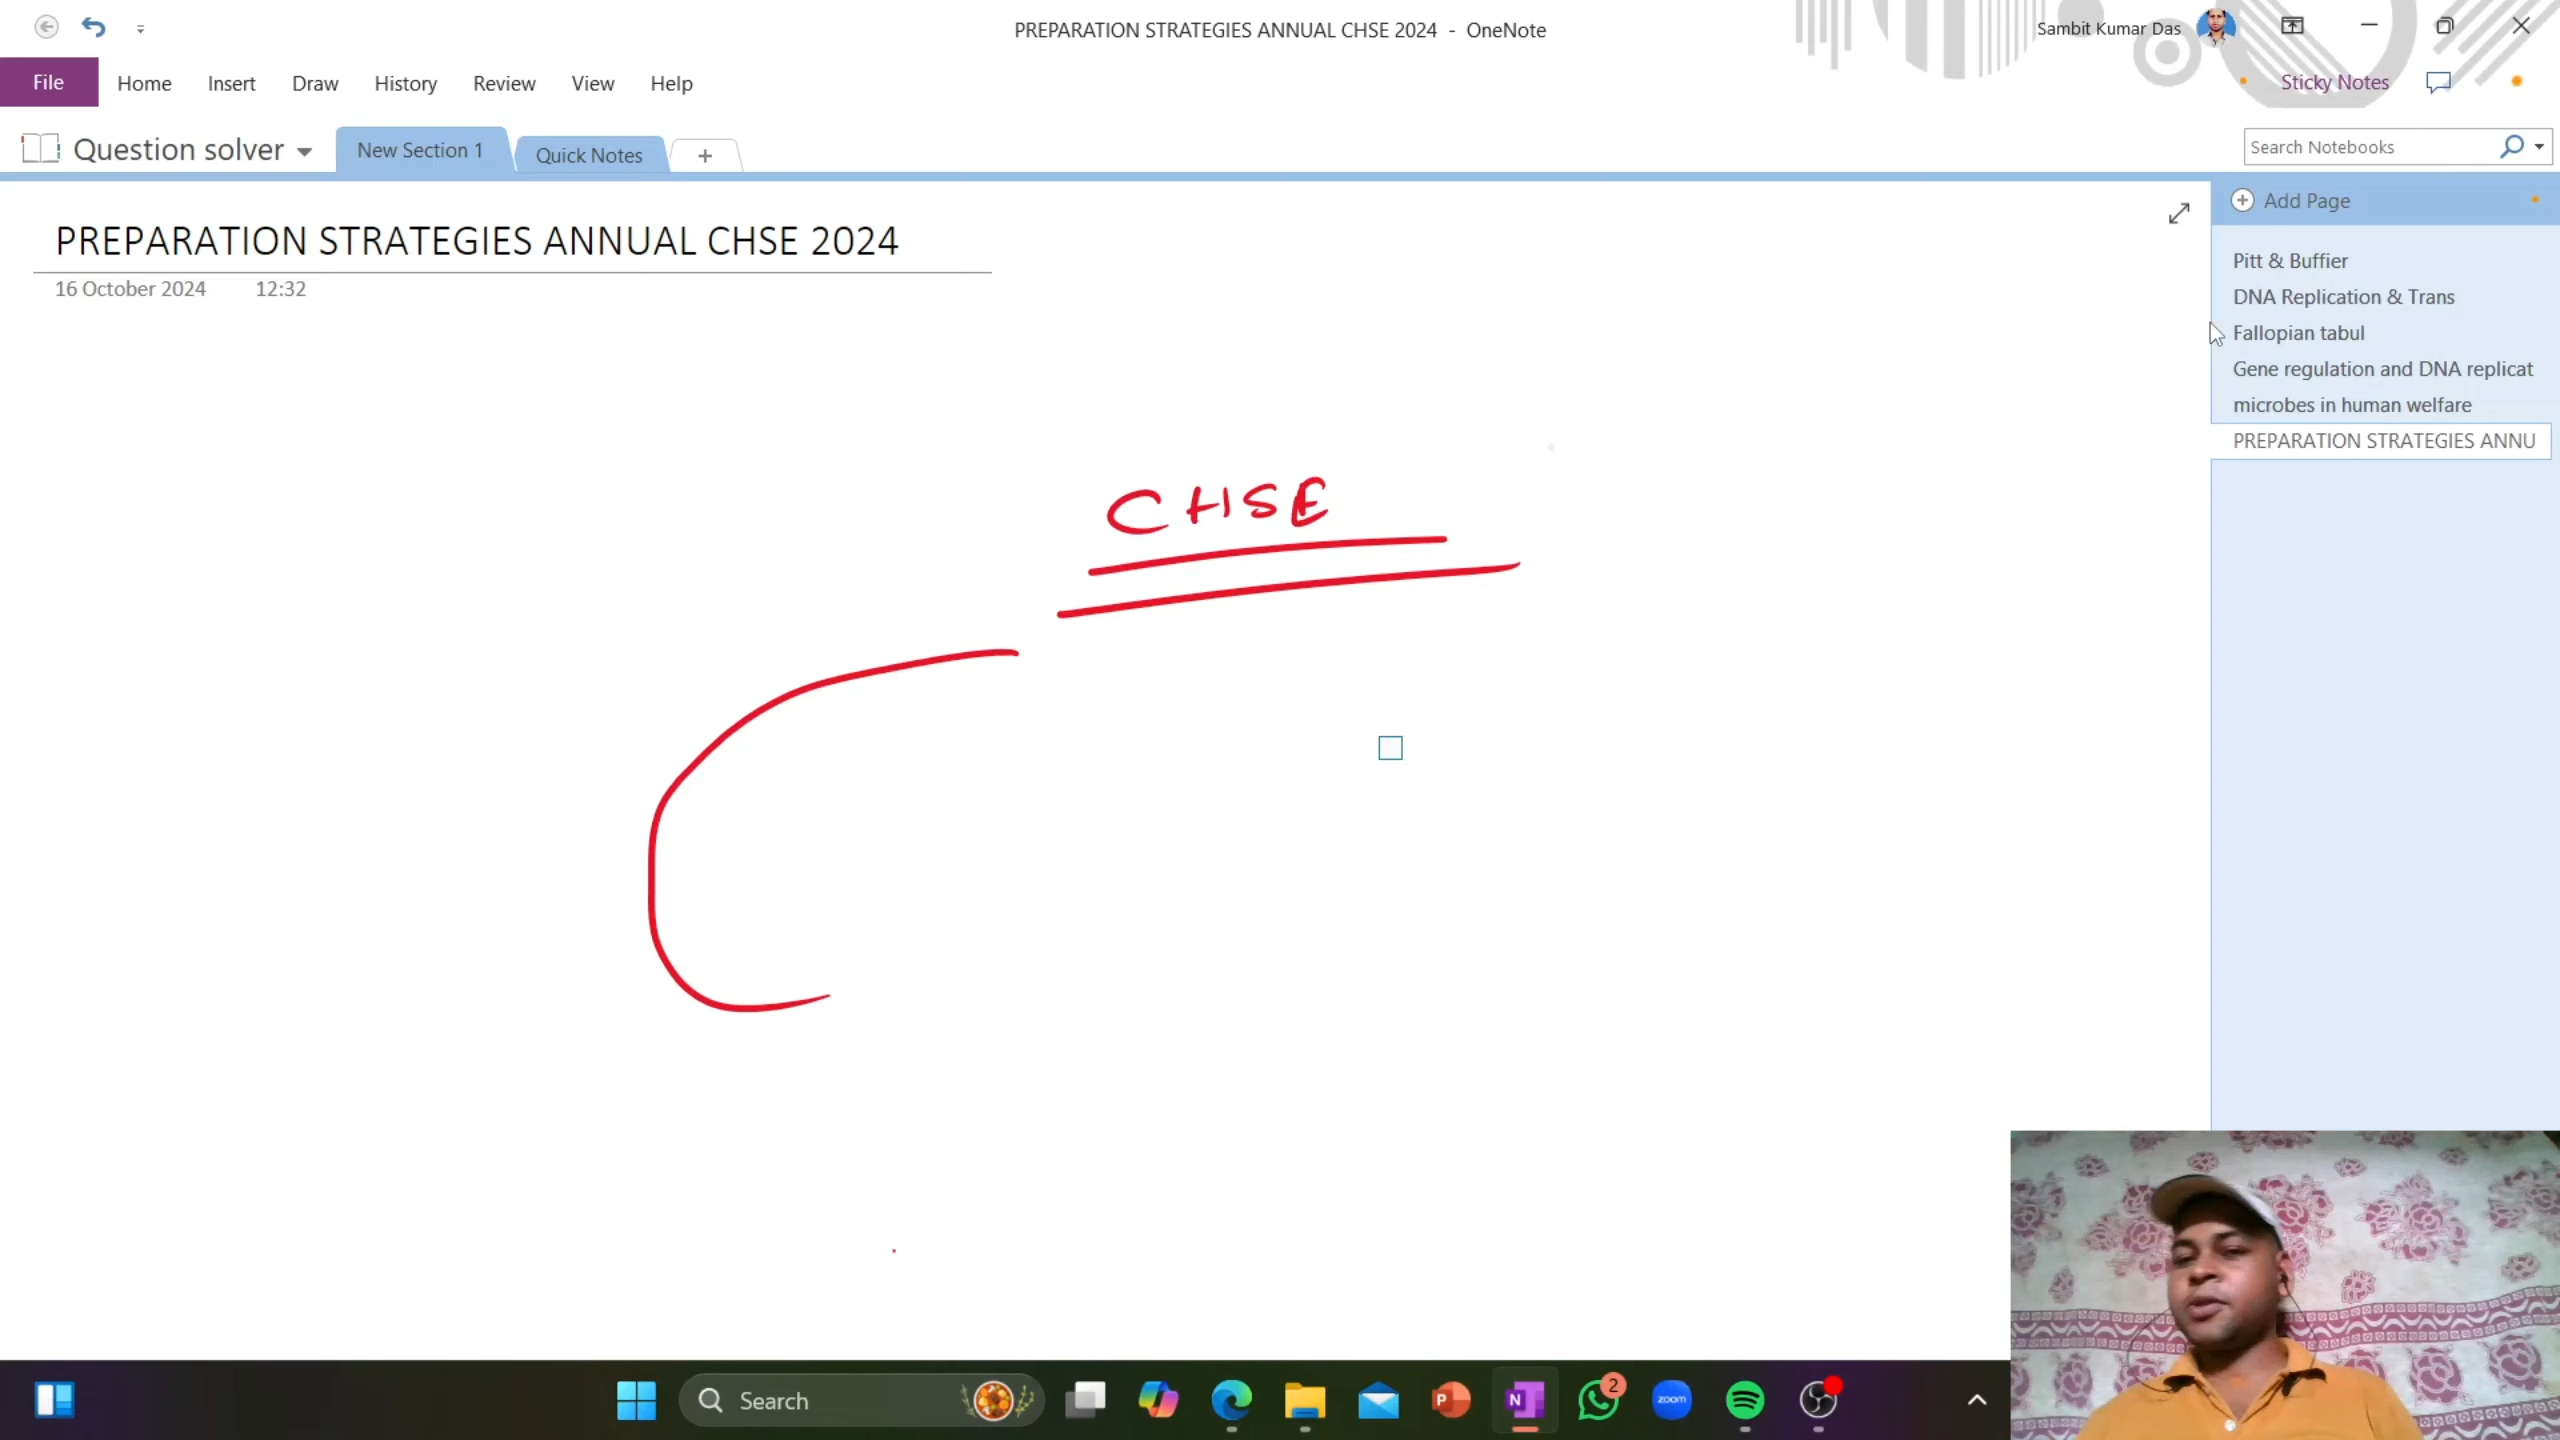 PREPARATION STRATEGIES ANNUAL CHSE 2024 - OneNote
Sambit Kumar Das
File
Home
Insert
Draw
History
Review
View
Help
Sticky Notes
Question solver
New Section 1
Quick Notes
+
Search Notebooks
Add Page
PREPARATION STRATEGIES ANNUAL CHSE 2024
16 October 2024 12:32
Pitt & Buffier
DNA Replication & Trans
Fallopian tabul
Gene regulation and DNA replicat
microbes in human welfare
PREPARATION STRATEGIES ANNU
CHSE
Search
P
N
2
zoom